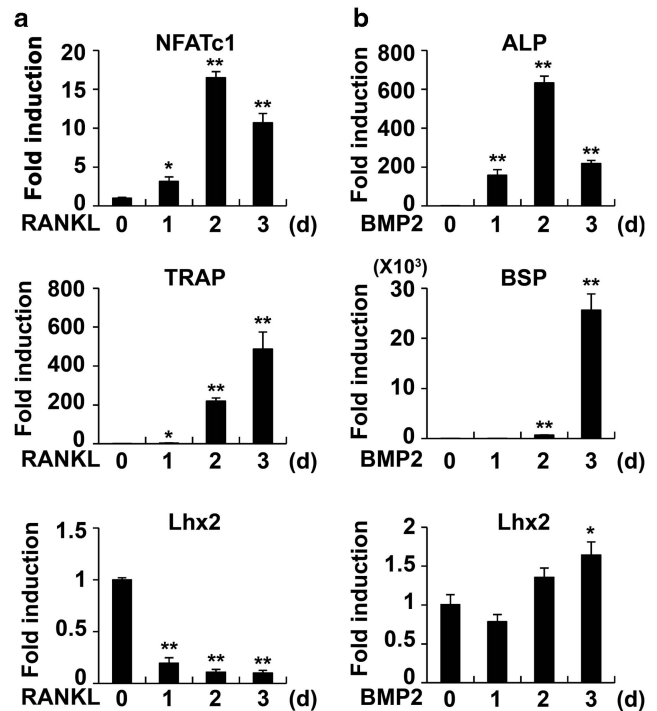 a b
NFATc1 ALP
Fold induction
20
15
10
5
0
* ** **
RANKL 0 1 2 3 (d)
Fold induction
800
600
400
200
0
** ** **
BMP2 0 1 2 3 (d)
TRAP
Fold induction
800
600
400
200
0
* ** **
RANKL 0 1 2 3 (d)
(X10³)
BSP
Fold induction
30
20
10
0
** **
BMP2 0 1 2 3 (d)
Lhx2
Fold induction
1.5
1
0.5
0
** ** **
RANKL 0 1 2 3 (d)
Lhx2
Fold induction
2
1.5
1
0.5
0
*
BMP2 0 1 2 3 (d)